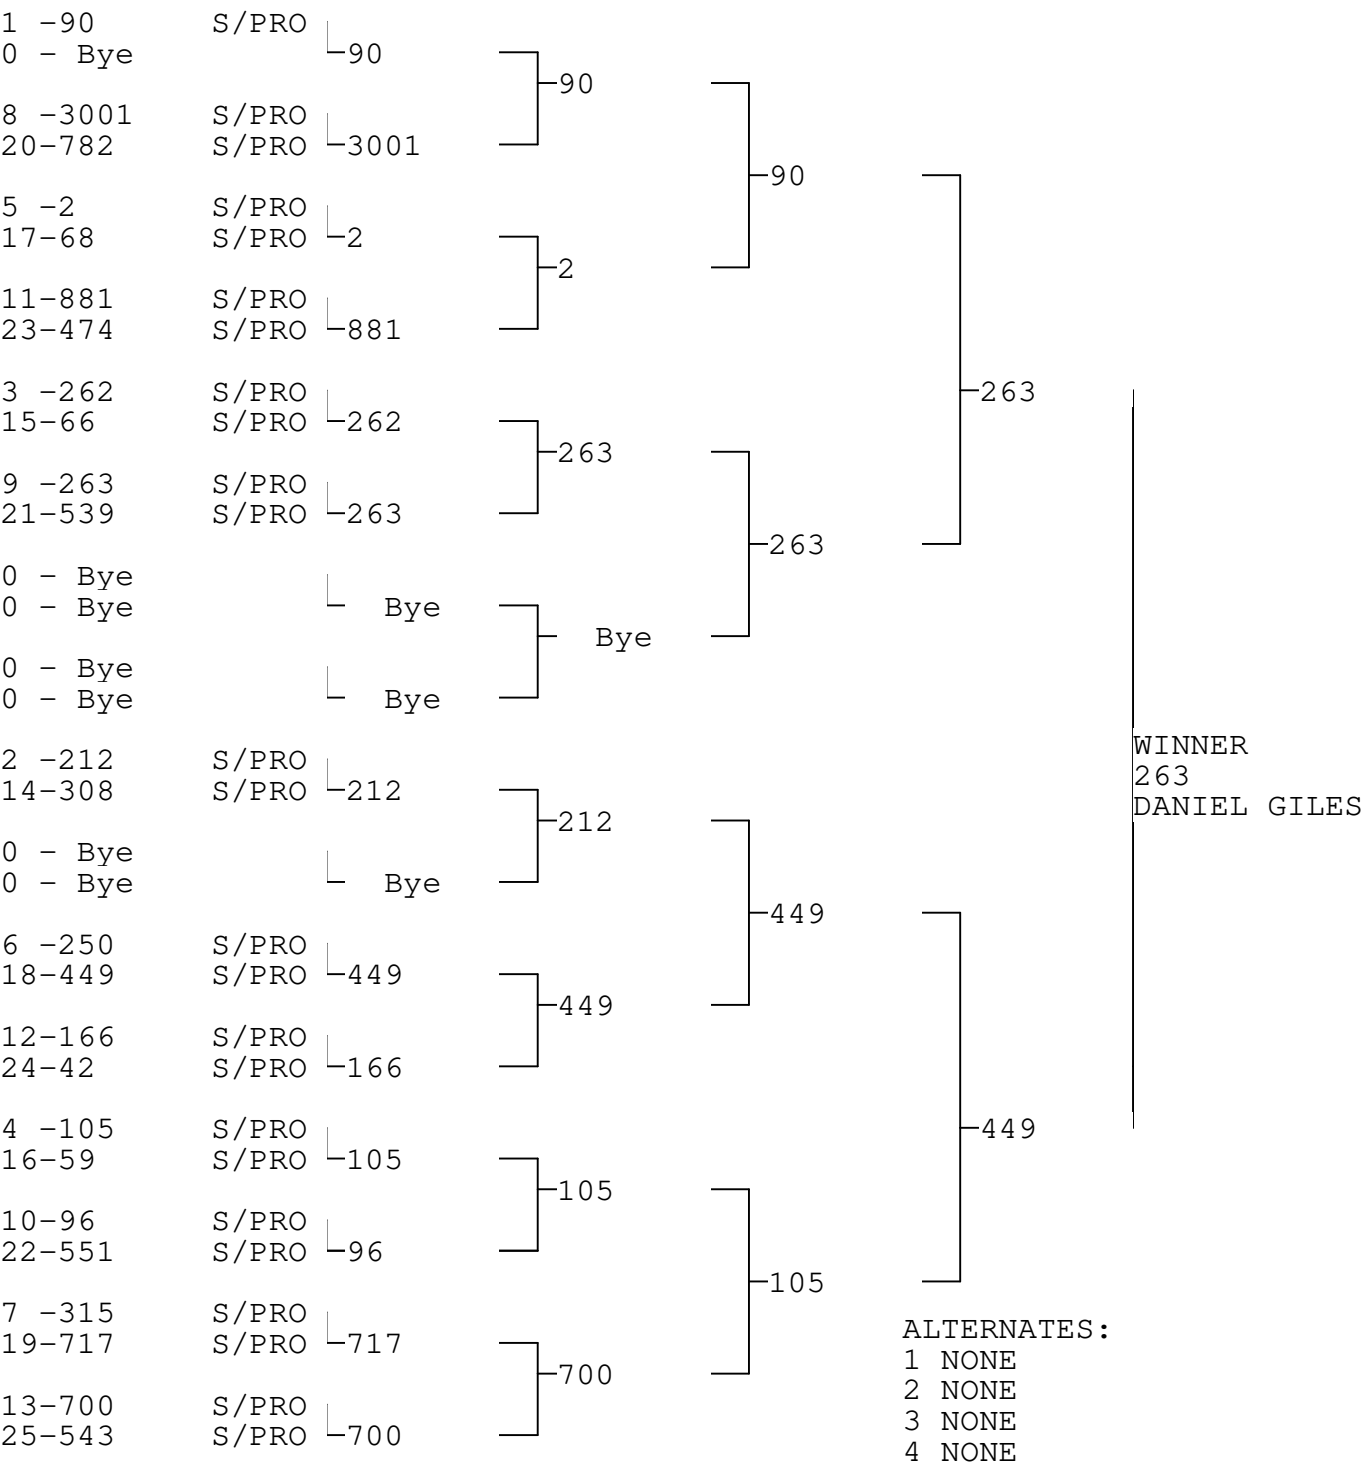 1 -90 S/PRO
0 - Bye 90
90
8 -3001 S/PRO
20-782 S/PRO 3001
90
5 -2 S/PRO
17-68 S/PRO 2
2
11-881 S/PRO
23-474 S/PRO 881
3 -262 S/PRO 263
15-66 S/PRO 262
263
9 -263 S/PRO
21-539 S/PRO 263
263
0 - Bye
0 - Bye Bye
Bye
0 - Bye
0 - Bye Bye
WINNER
2 -212 S/PRO
263
14-308 S/PRO 212
DANIEL GILES
212
0 - Bye
0 - Bye Bye
449
6 -250 S/PRO
18-449 S/PRO 449
449
12-166 S/PRO
24-42 S/PRO 166
4 -105 S/PRO 449
16-59 S/PRO 105
105
10-96 S/PRO
22-551 S/PRO 96
105
7 -315 S/PRO
ALTERNATES:
19-717 S/PRO 717
1 NONE
700
2 NONE
13-700 S/PRO
3 NONE
25-543 S/PRO 700
4 NONE